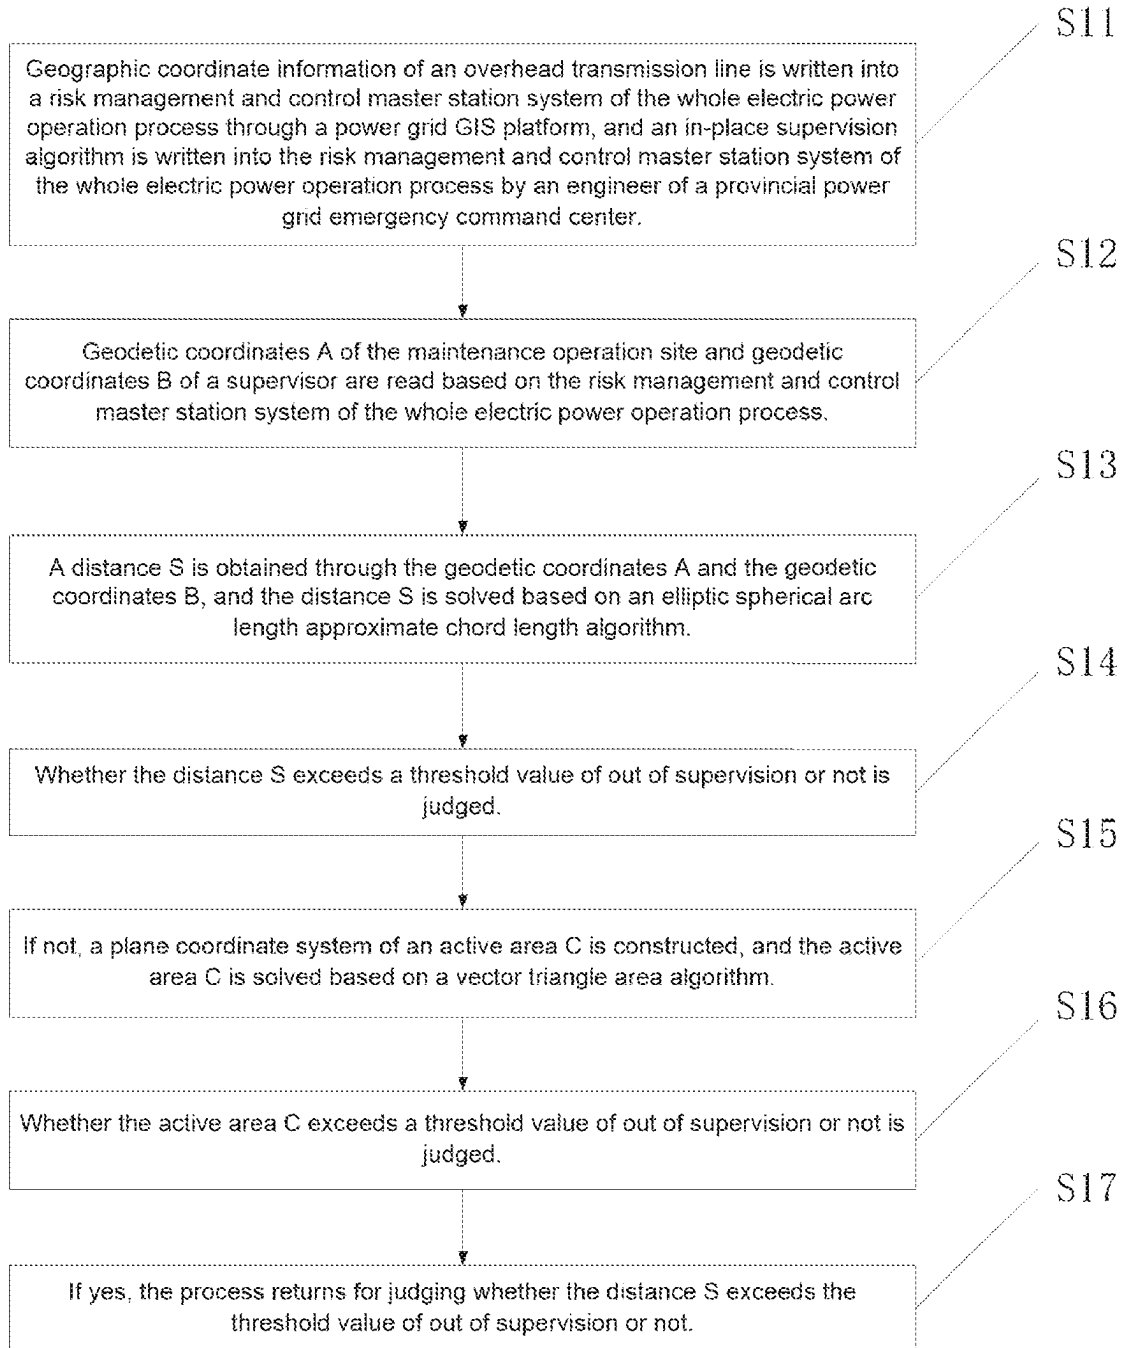 S11
Geographic coordinate information of an overhead transmission line is written into
a risk management and control master station system of the whole electric power
operation process through a power grid GIS platform, and an in-place supervision
algorithm is written into the risk management and control master station system of
the whole electric power operation process by an engineer of a provincial power
grid emergency command center.
S12
Geodetic coordinates A of the maintenance operation site and geodetic
coordinates B of a supervisor are read based on the risk management and control
master station system of the whole electric power operation process.
S13
A distance S is obtained through the geodetic coordinates A and the geodetic
coordinates B, and the distance S is solved based on an elliptic spherical arc
length approximate chord length algorithm.
S14
Whether the distance S exceeds a threshold value of out of supervision or not is
judged.
S15
If not, a plane coordinate system of an active area C is constructed, and the active
area C is solved based on a vector triangle area algorithm.
S16
Whether the active area C exceeds a threshold value of out of supervision or not is
judged.
S17
If yes, the process returns for judging whether the distance S exceeds the
threshold value of out of supervision or not.